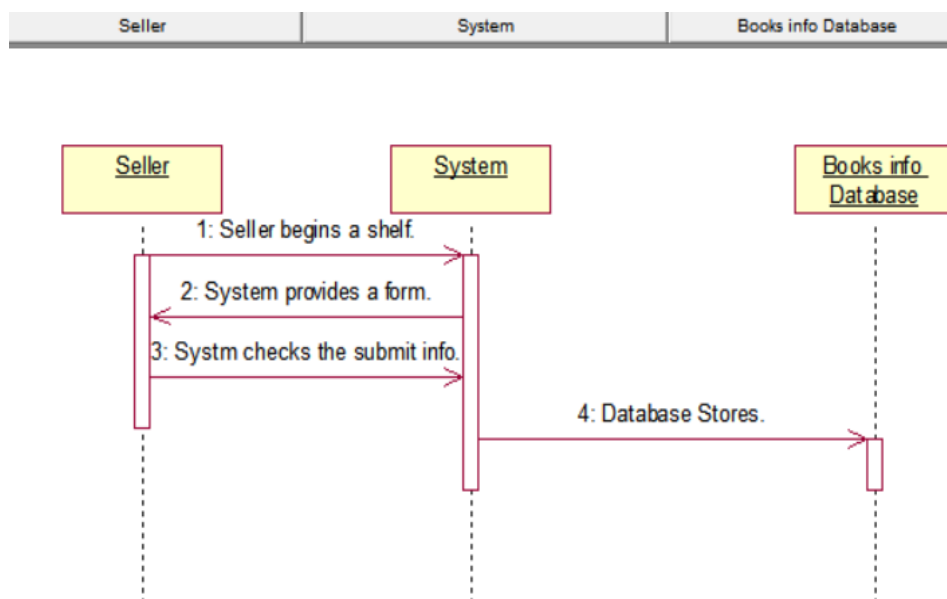 Seller
System
Books info Database
Seller
System
Books info
Database
1: Seller begins a shelf.
2: System provides a form.
3: Systm checks the submit info.
4: Database Stores.